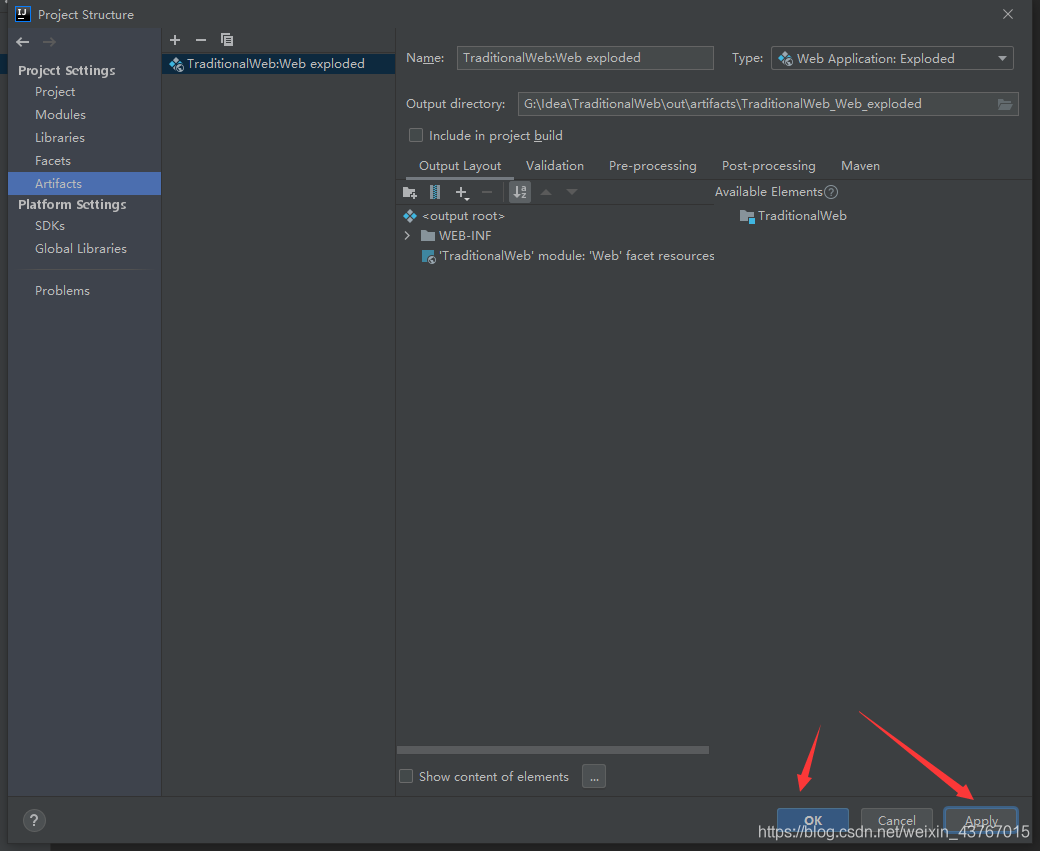 Project Structure
Project Settings
Project
Modules
Libraries
Facets
Artifacts
Platform Settings
SDKs
Global Libraries
Problems
TraditionalWeb:Web exploded
Name: TraditionalWeb:Web exploded Type: Web Application: Exploded
Output directory: G:\Idea\TraditionalWeb\out\artifacts\TraditionalWeb_Web_exploded
Include in project build
Output Layout Validation Pre-processing Post-processing Maven
Available Elements ?
<output root>
WEB-INF
'TraditionalWeb' module: 'Web' facet resources
TraditionalWeb
Show content of elements ...
? OK Cancel Apply
https://blog.csdn.net/weixin_43767015